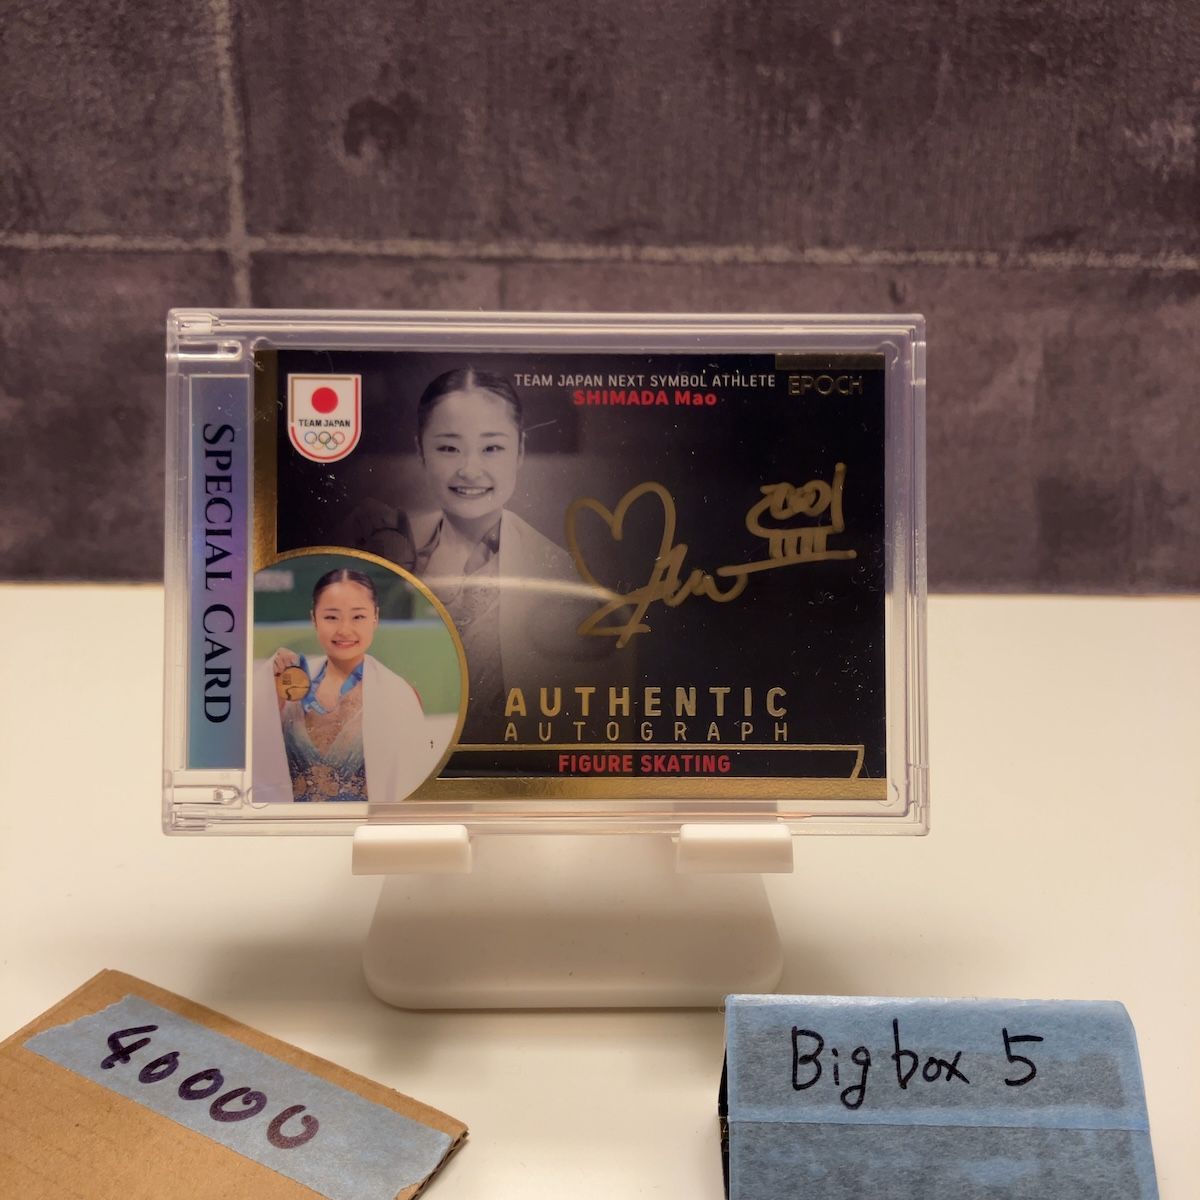 SPECIAL CARD
TEAM JAPAN
TEAM JAPAN NEXT SYMBOL ATHLETE
SHIMADA Mao
EPOCH
AUTHENTIC
AUTOGRAPH
FIGURE SKATING
40000
Big box 5